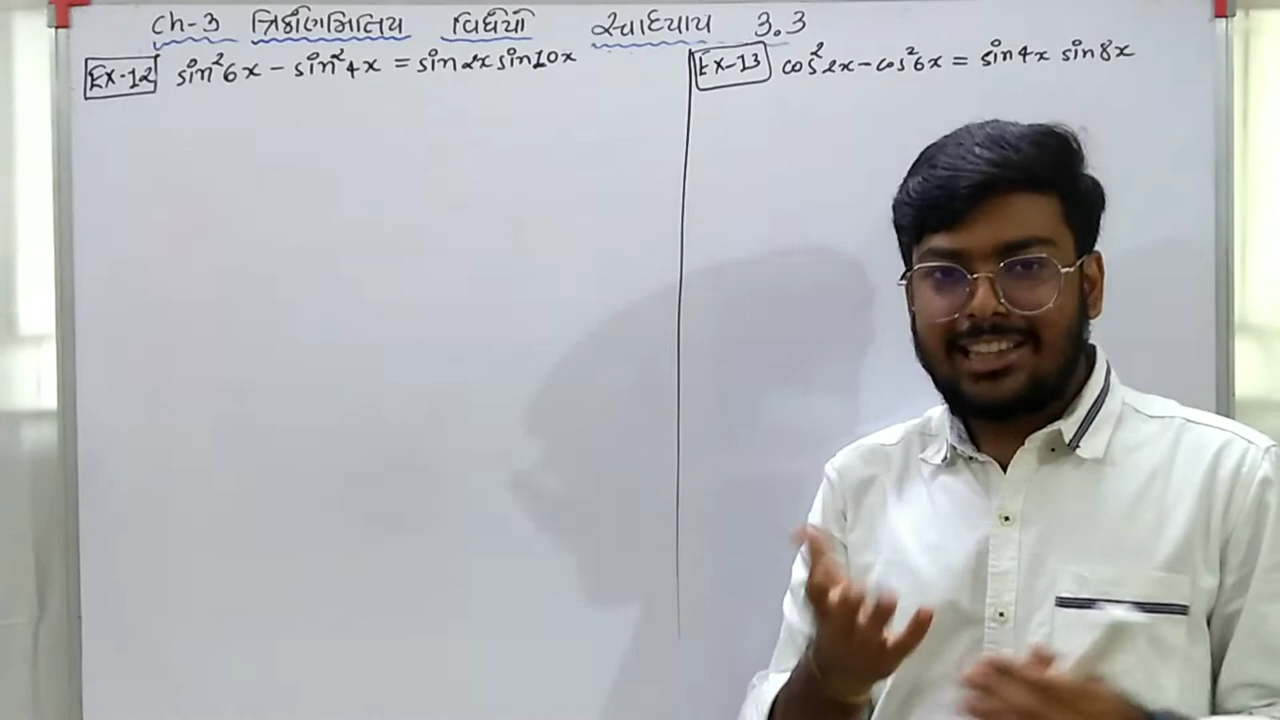 Ch-3 ત્રિકોણમિતિય વિધેયો સ્વાધ્યાય 3.3
Ex-12 sin²6x - sin²4x = sin2x sin10x
Ex-13 cos²2x - cos²6x = sin4x sin8x